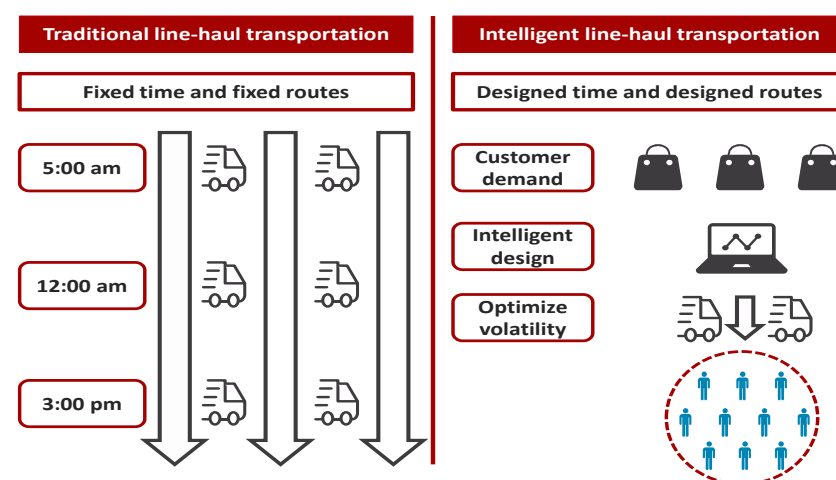 Traditional line-haul transportation
Fixed time and fixed routes
5:00 am
12:00 am
3:00 pm
Intelligent line-haul transportation
Designed time and designed routes
Customer
demand
Intelligent
design
Optimize
volatility